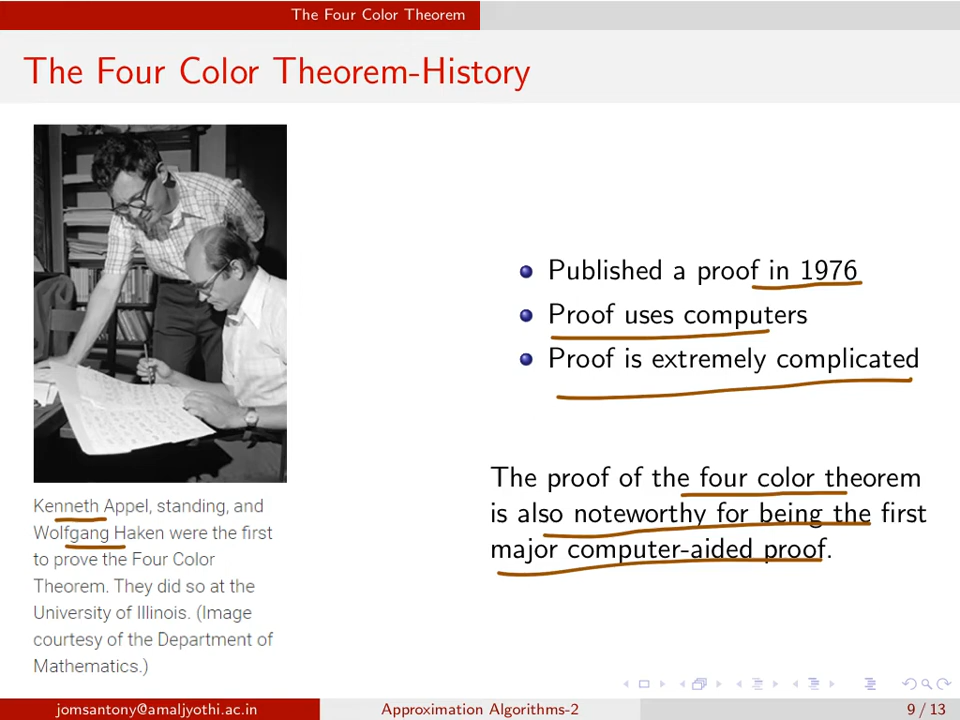 The Four Color Theorem
The Four Color Theorem-History
Published a proof in 1976
Proof uses computers
Proof is extremely complicated
The proof of the four color theorem
is also noteworthy for being the first
major computer-aided proof.
Kenneth Appel, standing, and
Wolfgang Haken were the first
to prove the Four Color
Theorem. They did so at the
University of Illinois. (Image
courtesy of the Department of
Mathematics.)
jomsantony@amaljyothi.ac.in
Approximation Algorithms-2
9 / 13